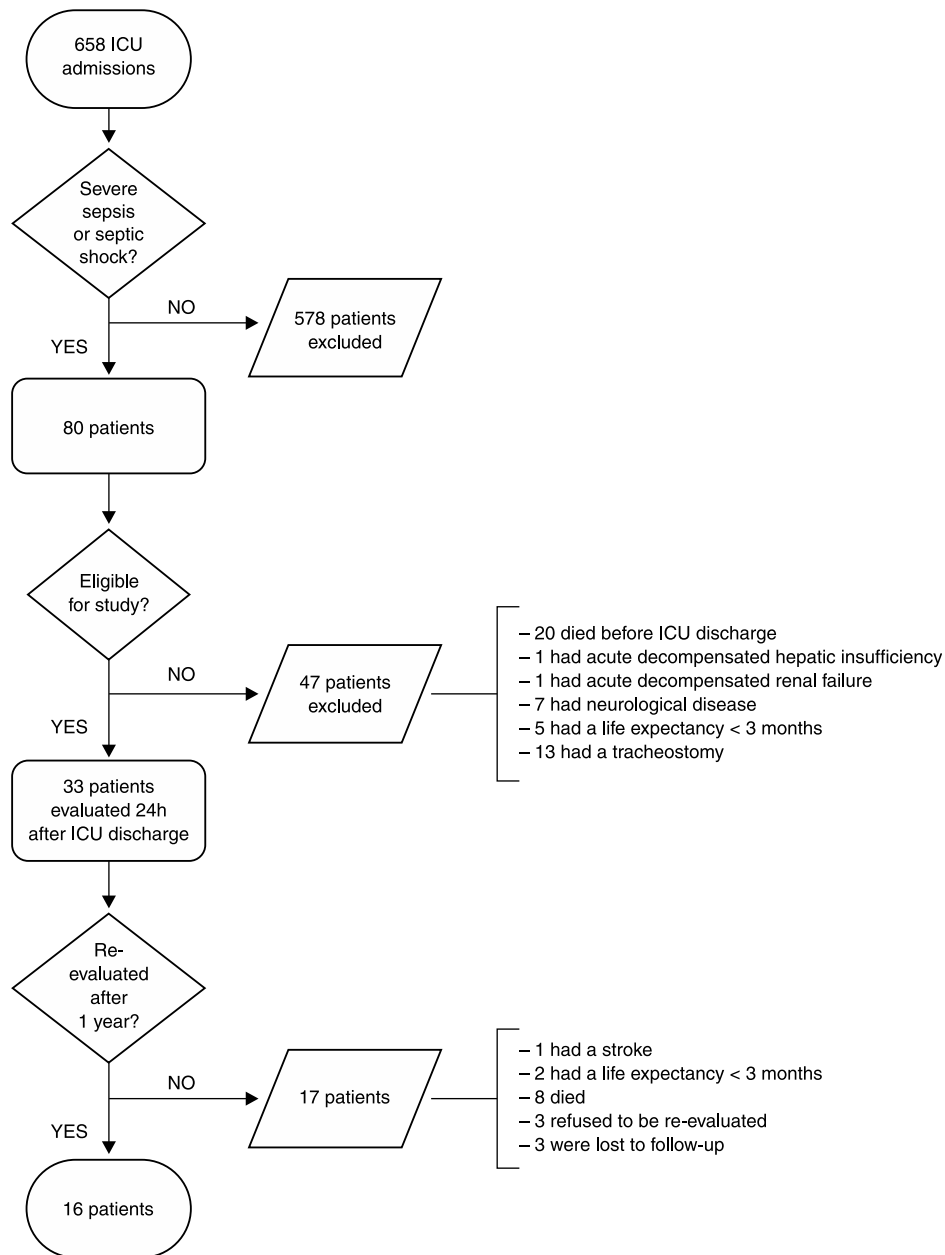 658 ICU
admissions
Severe
sepsis
or septic
shock?
NO
578 patients
excluded
YES
80 patients
Eligible
for study?
NO
47 patients
excluded
– 20 died before ICU discharge
– 1 had acute decompensated hepatic insufficiency
– 1 had acute decompensated renal failure
– 7 had neurological disease
– 5 had a life expectancy < 3 months
– 13 had a tracheostomy
YES
33 patients
evaluated 24h
after ICU discharge
Re-
evaluated
after
1 year?
NO
17 patients
– 1 had a stroke
– 2 had a life expectancy < 3 months
– 8 died
– 3 refused to be re-evaluated
– 3 were lost to follow-up
YES
16 patients